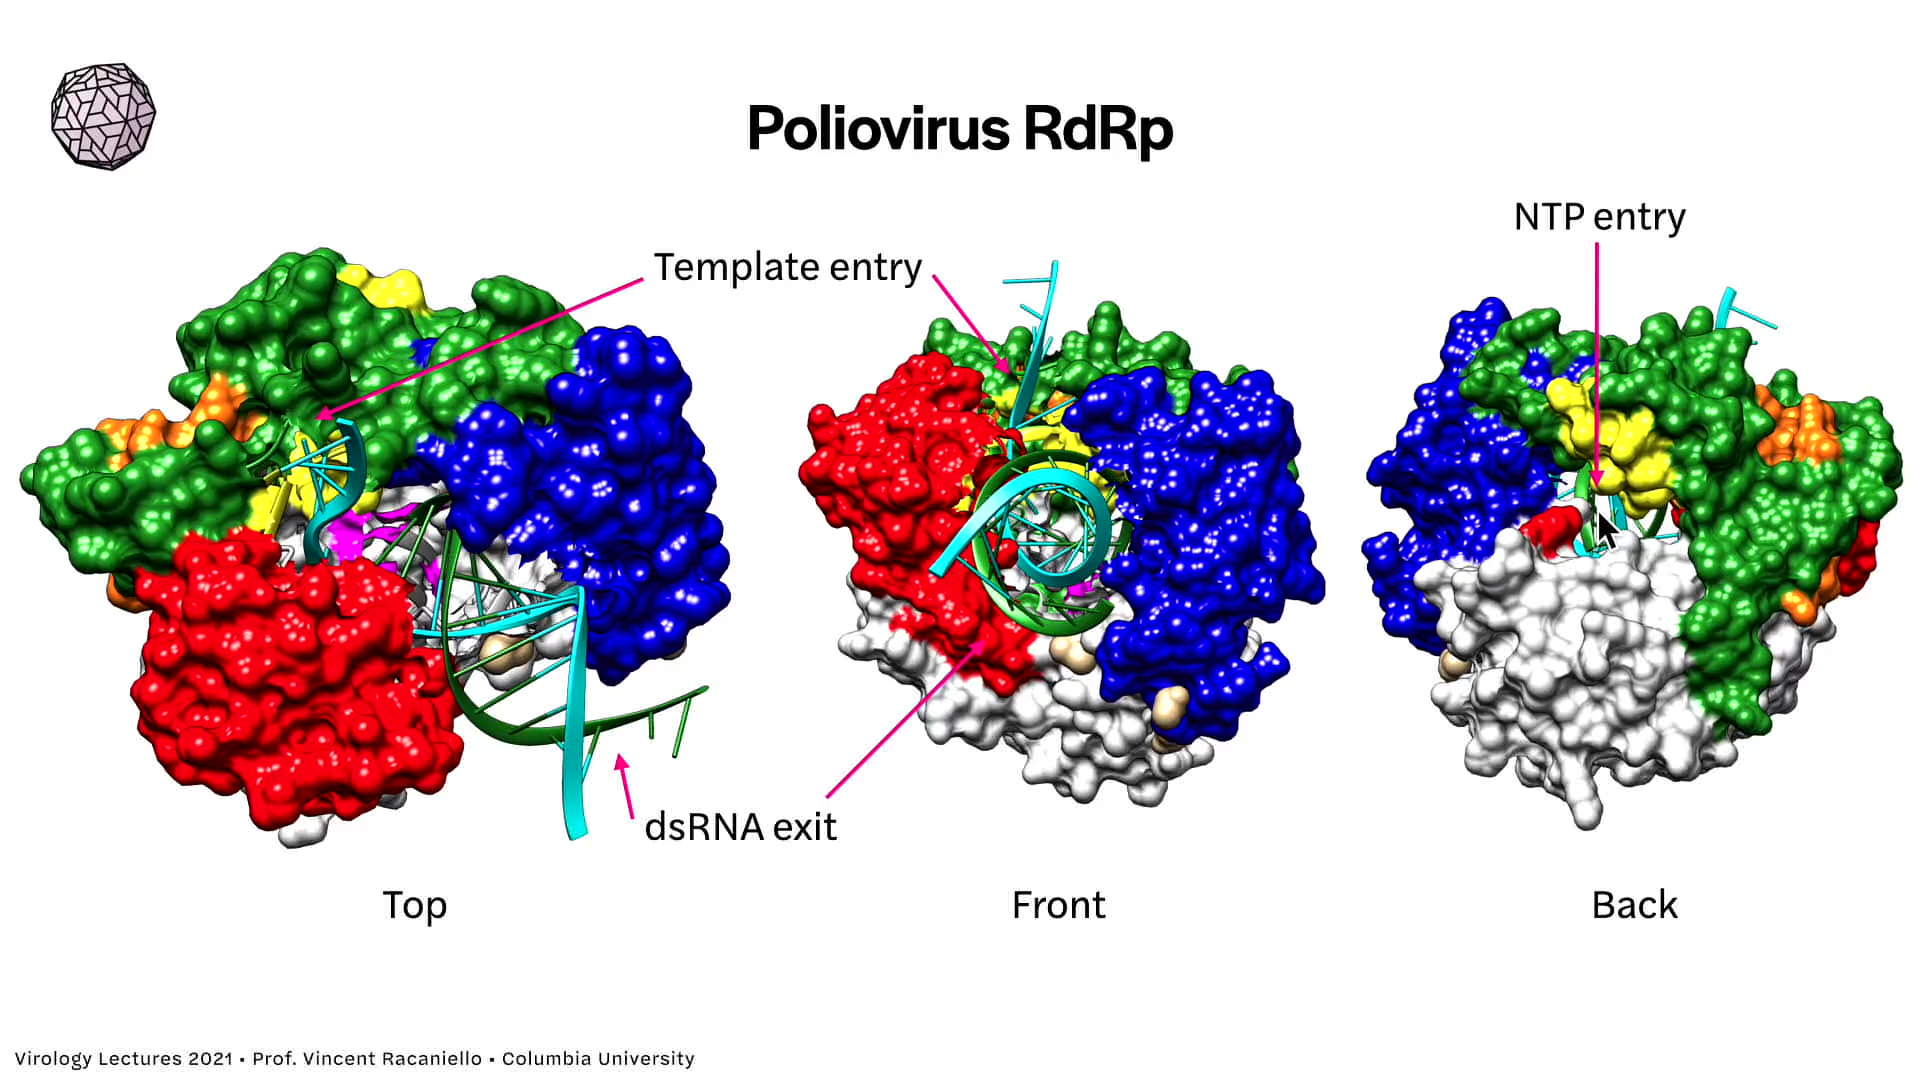 Poliovirus RdRp
NTP entry
Template entry
dsRNA exit
Top
Front
Back
Virology Lectures 2021 • Prof. Vincent Racaniello • Columbia University